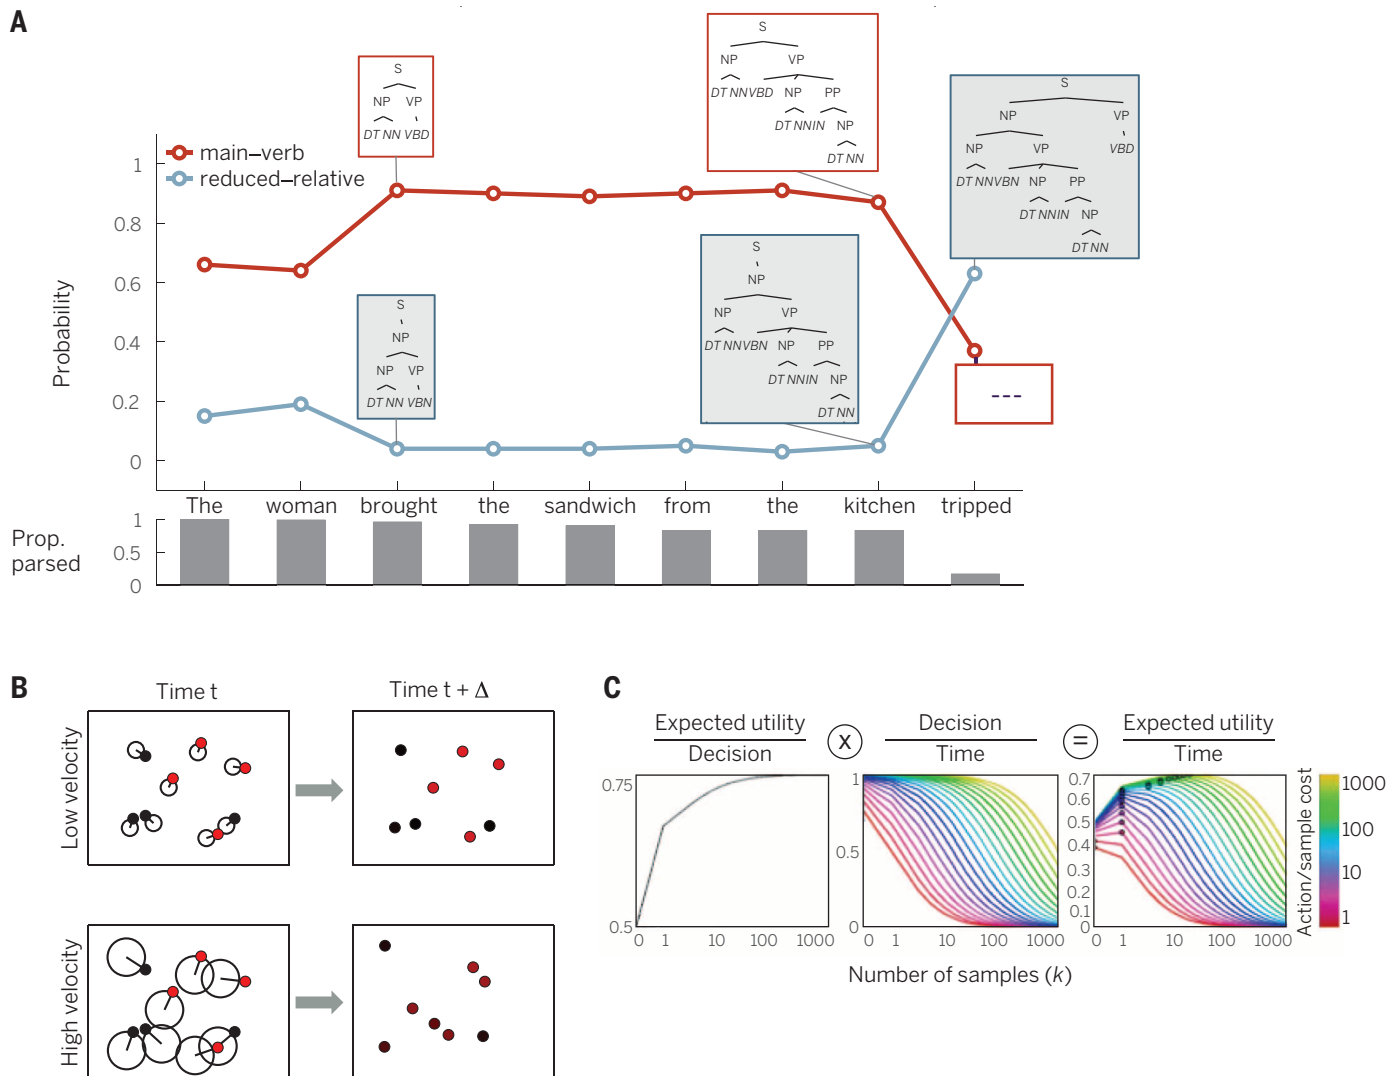 A
main–verb
reduced–relative
Probability
1
0.8
0.6
0.4
0.2
0
S
NP VP
DT NN VBD
S
NP
NP VP
DT NN VBN
S
NP VP
DT NN VBD NP PP
DT NN IN NP
DT NN
S
NP
NP VP
DT NN VBN NP PP
DT NN IN NP
DT NN
S
NP VP
NP VP VBD
DT NN VBN NP PP
DT NN IN NP
DT NN
---
The woman brought the sandwich from the kitchen tripped
Prop.
parsed
1
0.5
0
B
Time t
Time t + Δ
Low velocity
High velocity
C
Expected utility
Decision
x
Decision
Time
=
Expected utility
Time
0.75
0.5
0 1 10 100 1000
1
0.5
0
0 1 10 100 1000
0.7
0.6
0.5
0.4
0.3
0.2
0.1
0
0 1 10 100 1000
Number of samples (k)
Action/sample cost
1000
100
10
1